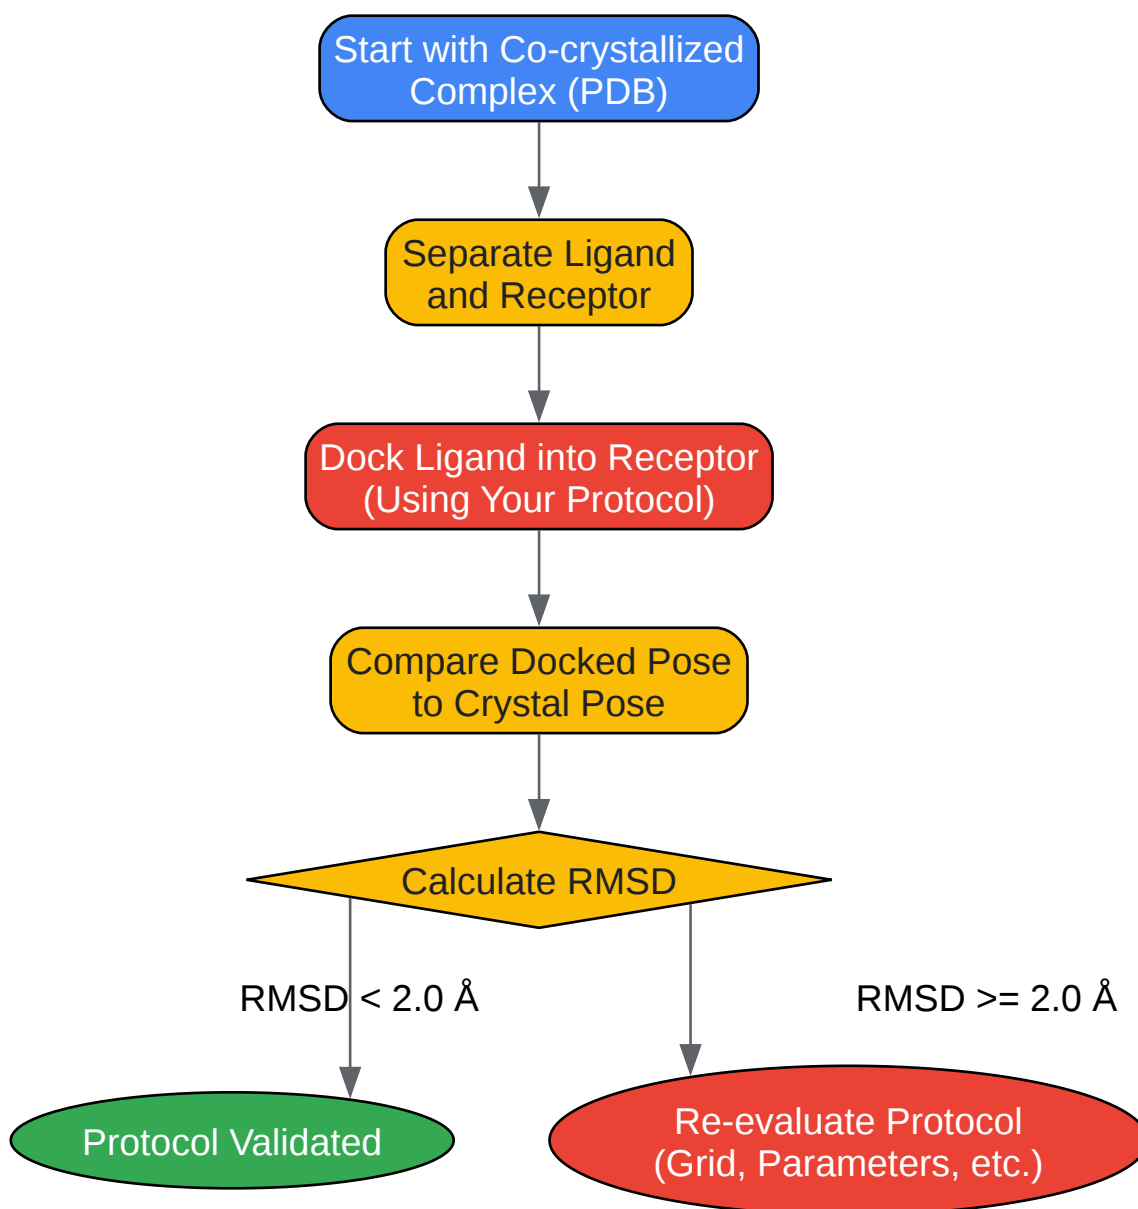 Start with Co-crystallized
Complex (PDB)
Separate Ligand
and Receptor
Dock Ligand into Receptor
(Using Your Protocol)
Compare Docked Pose
to Crystal Pose
Calculate RMSD
RMSD < 2.0 Å
RMSD >= 2.0 Å
Protocol Validated
Re-evaluate Protocol
(Grid, Parameters, etc.)